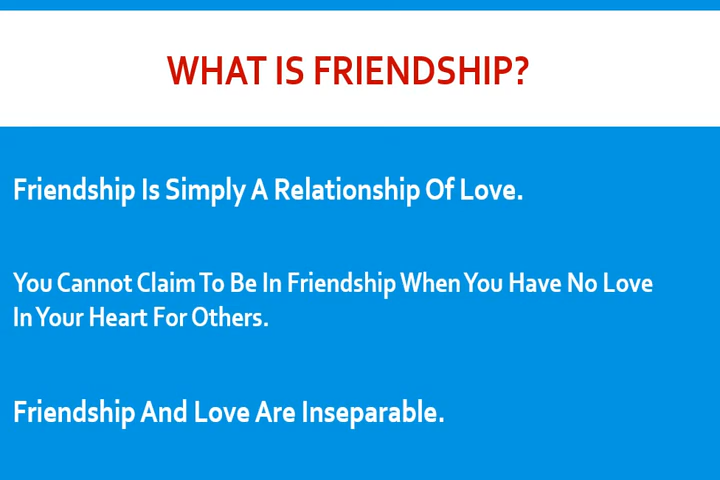 WHAT IS FRIENDSHIP?
Friendship Is Simply A Relationship Of Love.
You Cannot Claim To Be In Friendship When You Have No Love
In Your Heart For Others.
Friendship And Love Are Inseparable.